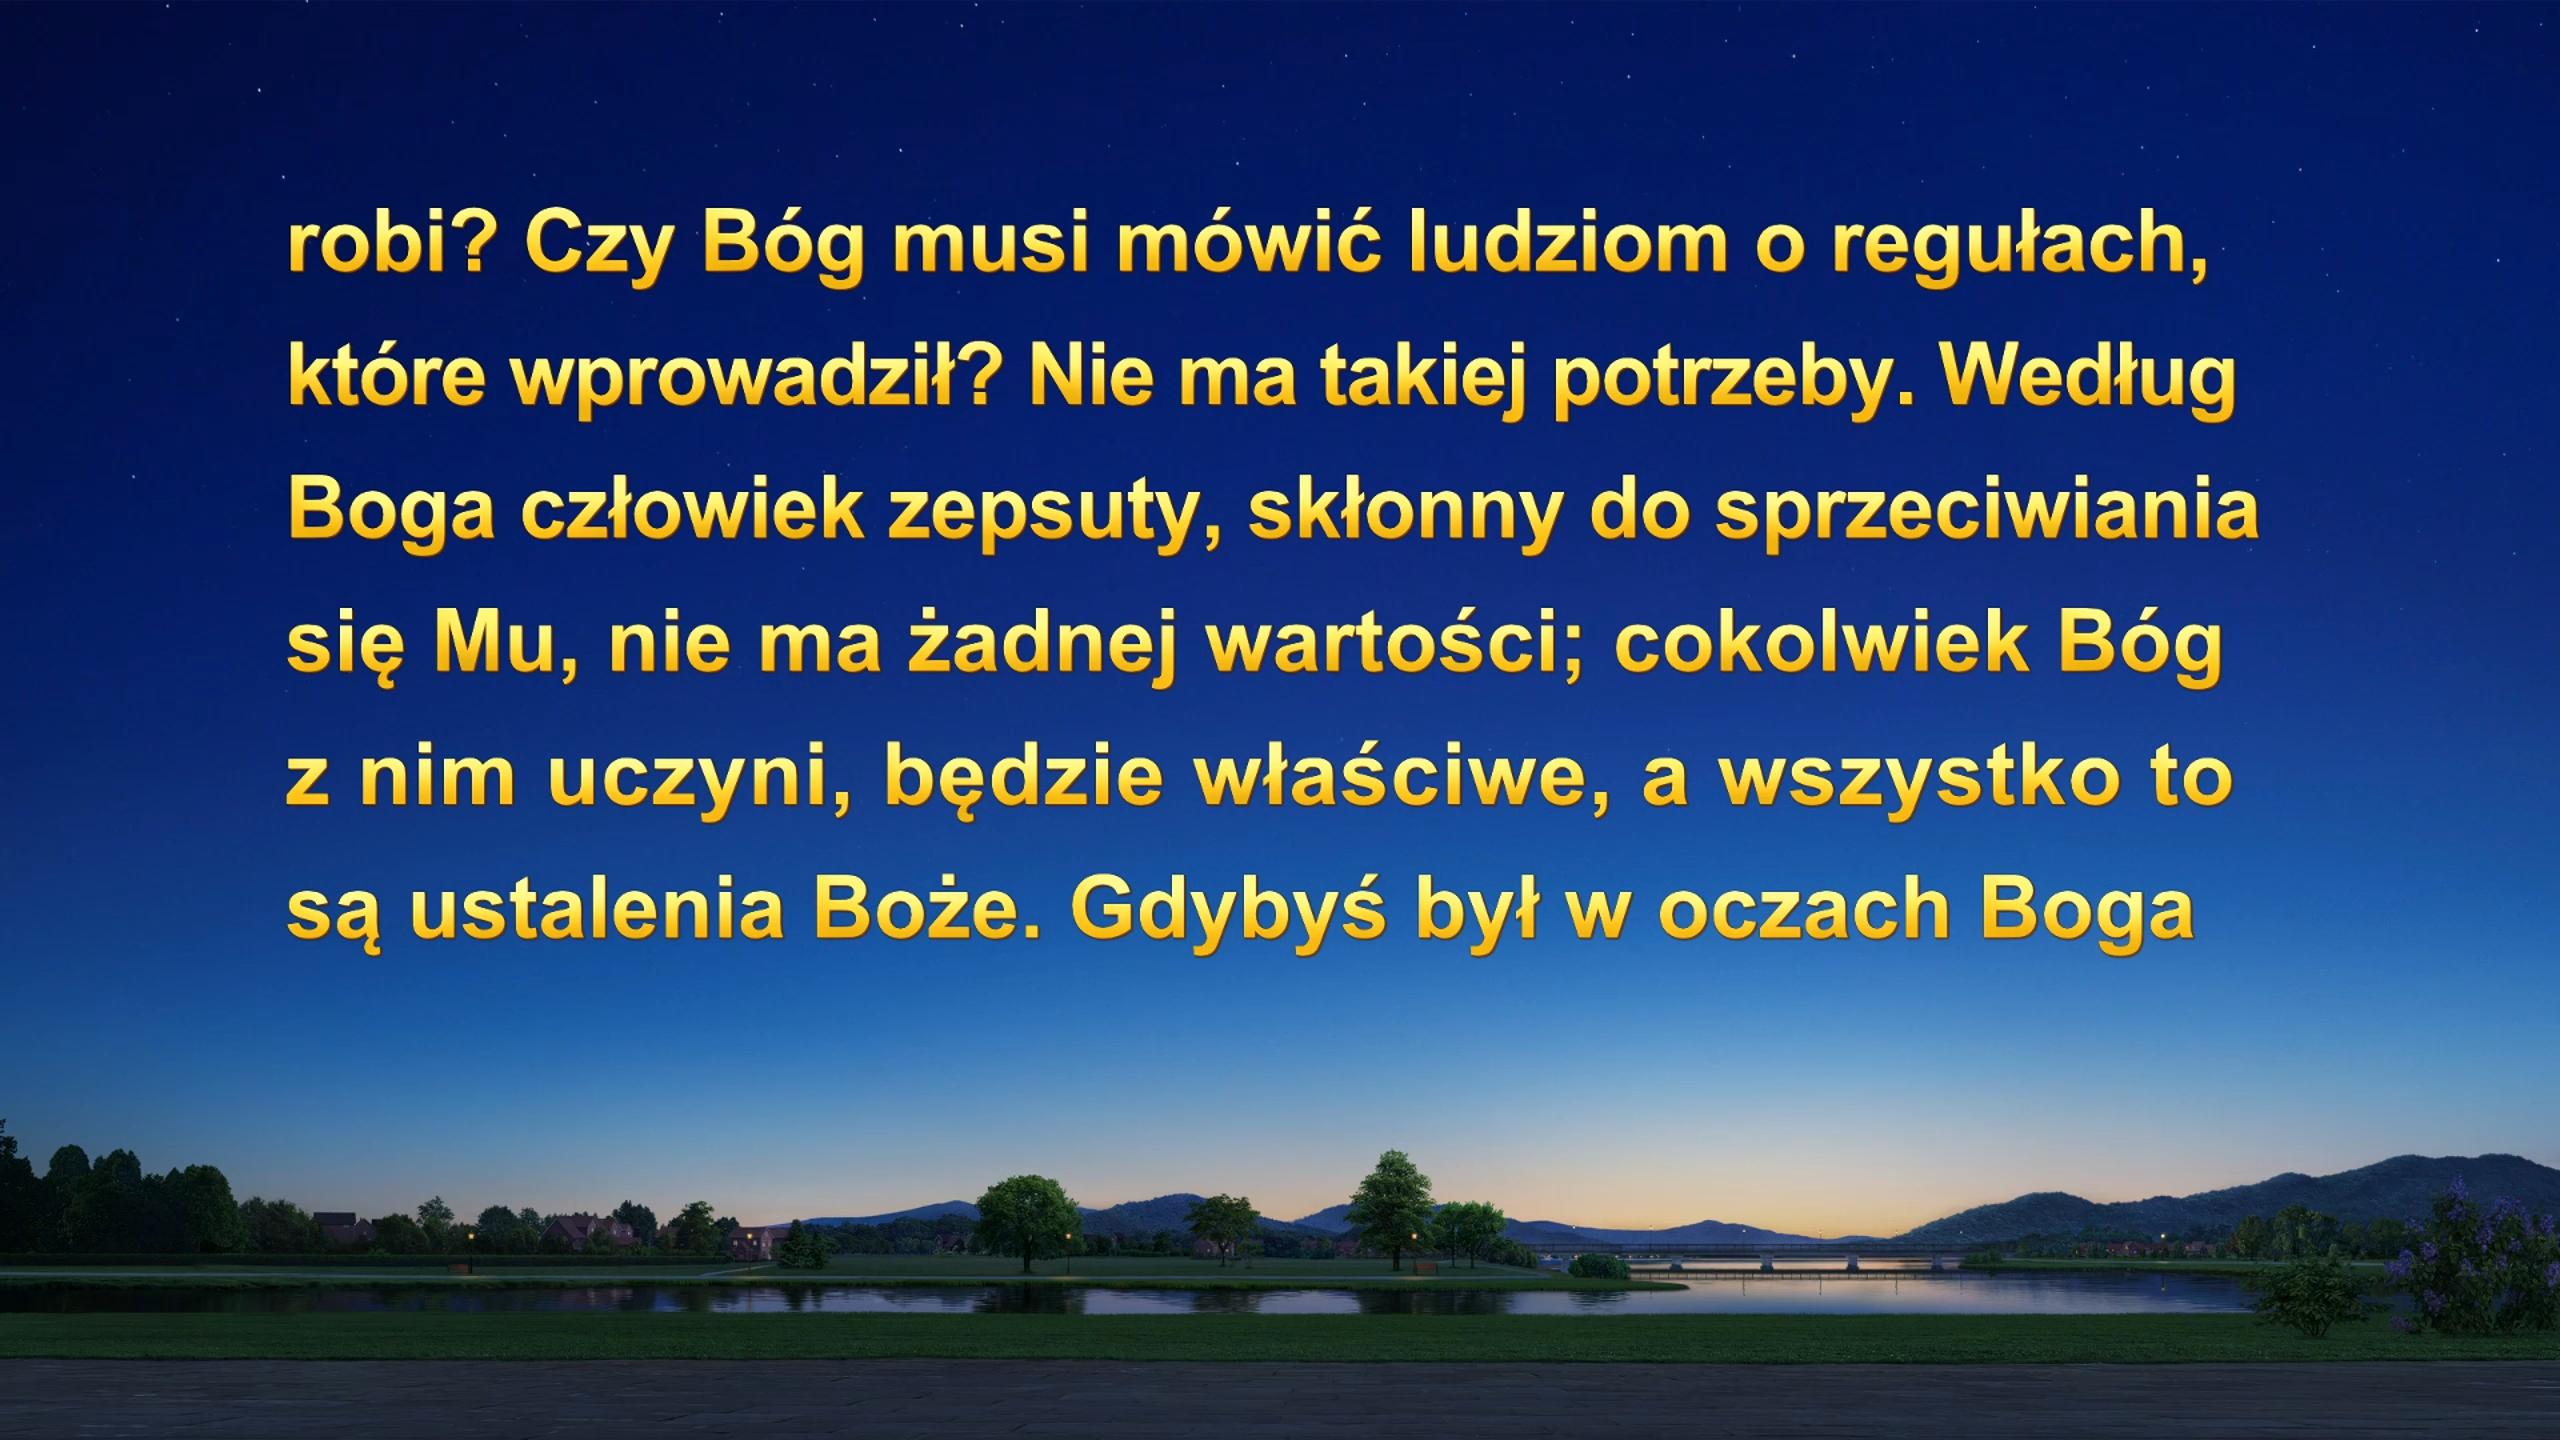 robi? Czy Bóg musi mówić ludziom o regułach,
które wprowadził? Nie ma takiej potrzeby. Według
Boga człowiek zepsuty, skłonny do sprzeciwiania
się Mu, nie ma żadnej wartości; cokolwiek Bóg
z nim uczyni, będzie właściwe, a wszystko to
są ustalenia Boże. Gdybyś był w oczach Boga